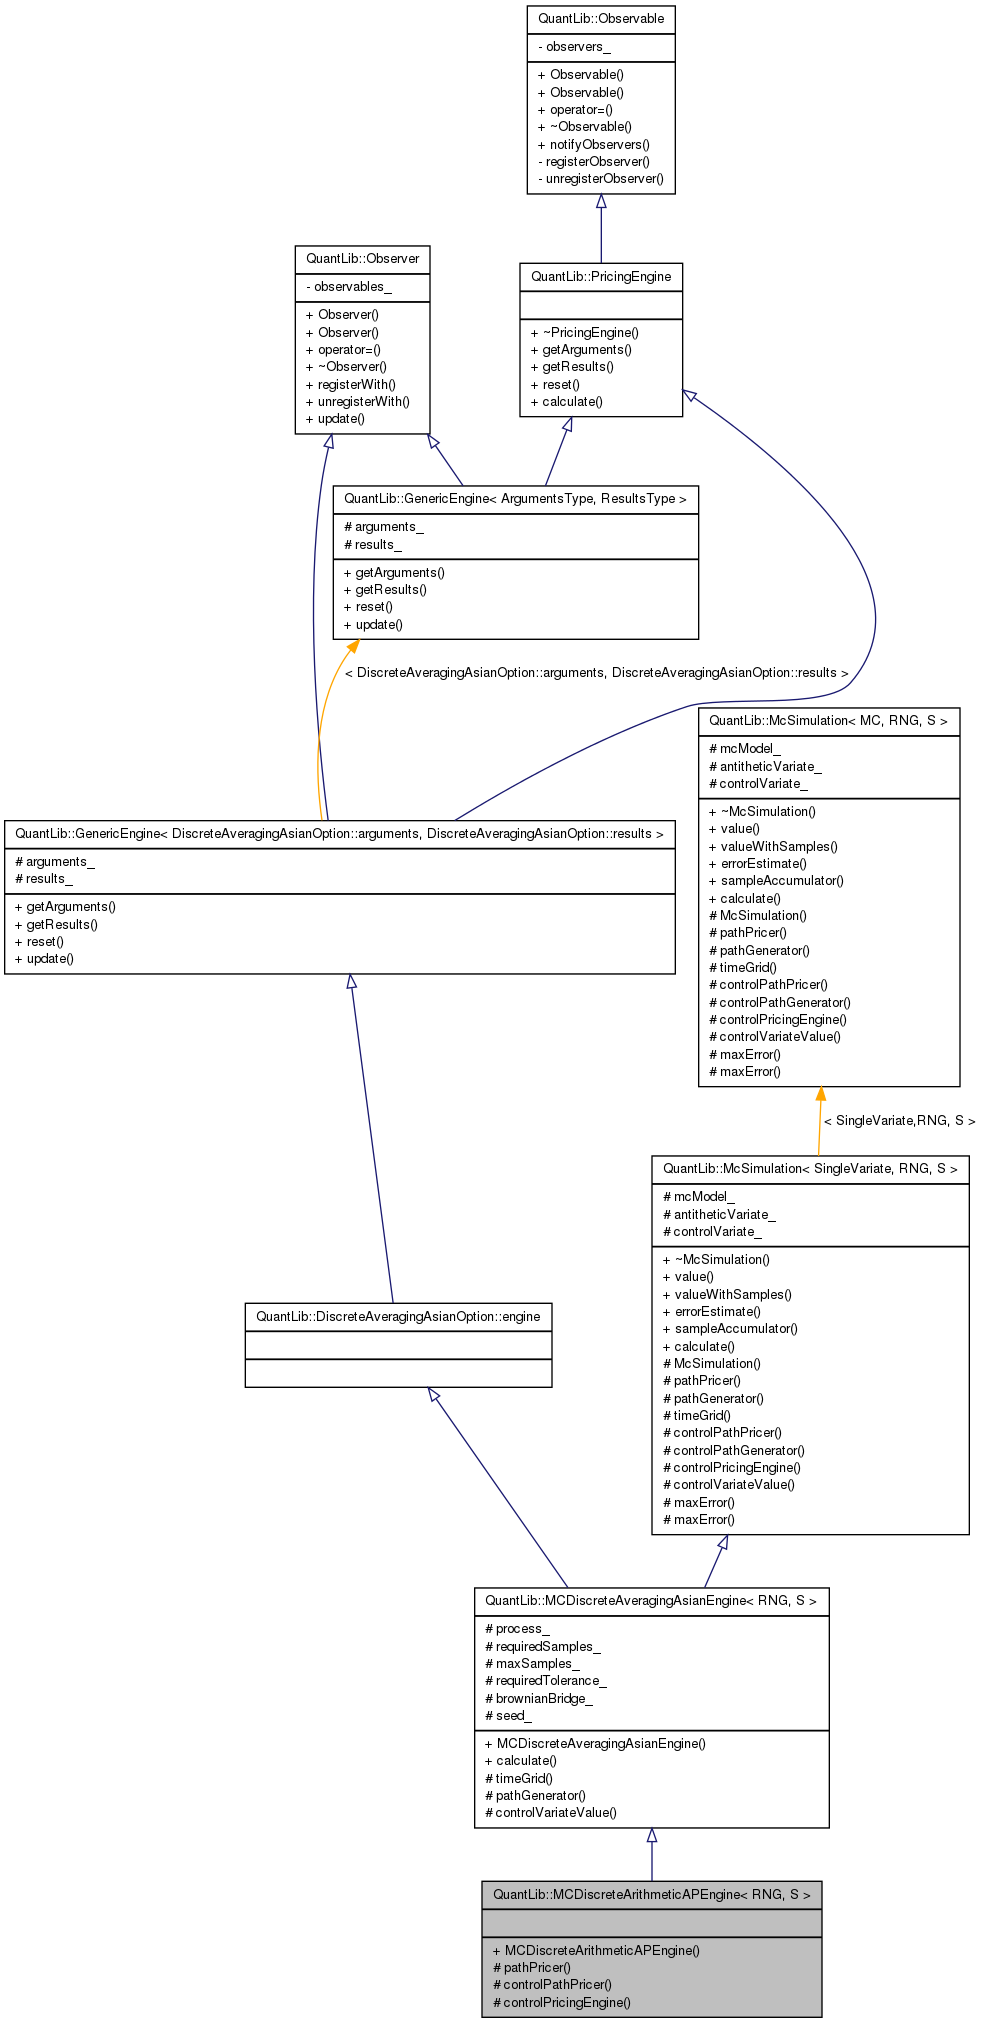 QuantLib::Observable
- observers_
+ Observable()
+ Observable()
+ operator=()
+ ~Observable()
+ notifyObservers()
- registerObserver()
- unregisterObserver()
QuantLib::Observer
- observables_
+ Observer()
+ Observer()
+ operator=()
+ ~Observer()
+ registerWith()
+ unregisterWith()
+ update()
QuantLib::PricingEngine
+ ~PricingEngine()
+ getArguments()
+ getResults()
+ reset()
+ calculate()
QuantLib::GenericEngine< ArgumentsType, ResultsType >
# arguments_
# results_
+ getArguments()
+ getResults()
+ reset()
+ update()
< DiscreteAveragingAsianOption::arguments, DiscreteAveragingAsianOption::results >
QuantLib::McSimulation< MC, RNG, S >
# mcModel_
# antitheticVariate_
# controlVariate_
+ ~McSimulation()
+ value()
+ valueWithSamples()
+ errorEstimate()
+ sampleAccumulator()
+ calculate()
# McSimulation()
# pathPricer()
# pathGenerator()
# timeGrid()
# controlPathPricer()
# controlPathGenerator()
# controlPricingEngine()
# controlVariateValue()
# maxError()
# maxError()
QuantLib::GenericEngine< DiscreteAveragingAsianOption::arguments, DiscreteAveragingAsianOption::results >
# arguments_
# results_
+ getArguments()
+ getResults()
+ reset()
+ update()
< SingleVariate,RNG, S >
QuantLib::McSimulation< SingleVariate, RNG, S >
# mcModel_
# antitheticVariate_
# controlVariate_
+ ~McSimulation()
+ value()
+ valueWithSamples()
+ errorEstimate()
+ sampleAccumulator()
+ calculate()
# McSimulation()
# pathPricer()
# pathGenerator()
# timeGrid()
# controlPathPricer()
# controlPathGenerator()
# controlPricingEngine()
# controlVariateValue()
# maxError()
# maxError()
QuantLib::DiscreteAveragingAsianOption::engine
QuantLib::MCDiscreteAveragingAsianEngine< RNG, S >
# process_
# requiredSamples_
# maxSamples_
# requiredTolerance_
# brownianBridge_
# seed_
+ MCDiscreteAveragingAsianEngine()
+ calculate()
# timeGrid()
# pathGenerator()
# controlVariateValue()
QuantLib::MCDiscreteArithmeticAPEngine< RNG, S >
+ MCDiscreteArithmeticAPEngine()
# pathPricer()
# controlPathPricer()
# controlPricingEngine()